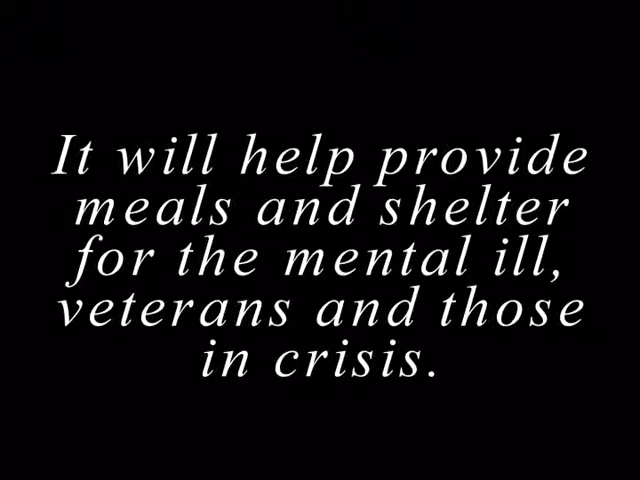 It will help provide
meals and shelter
for the mental ill,
veterans and those
in crisis.